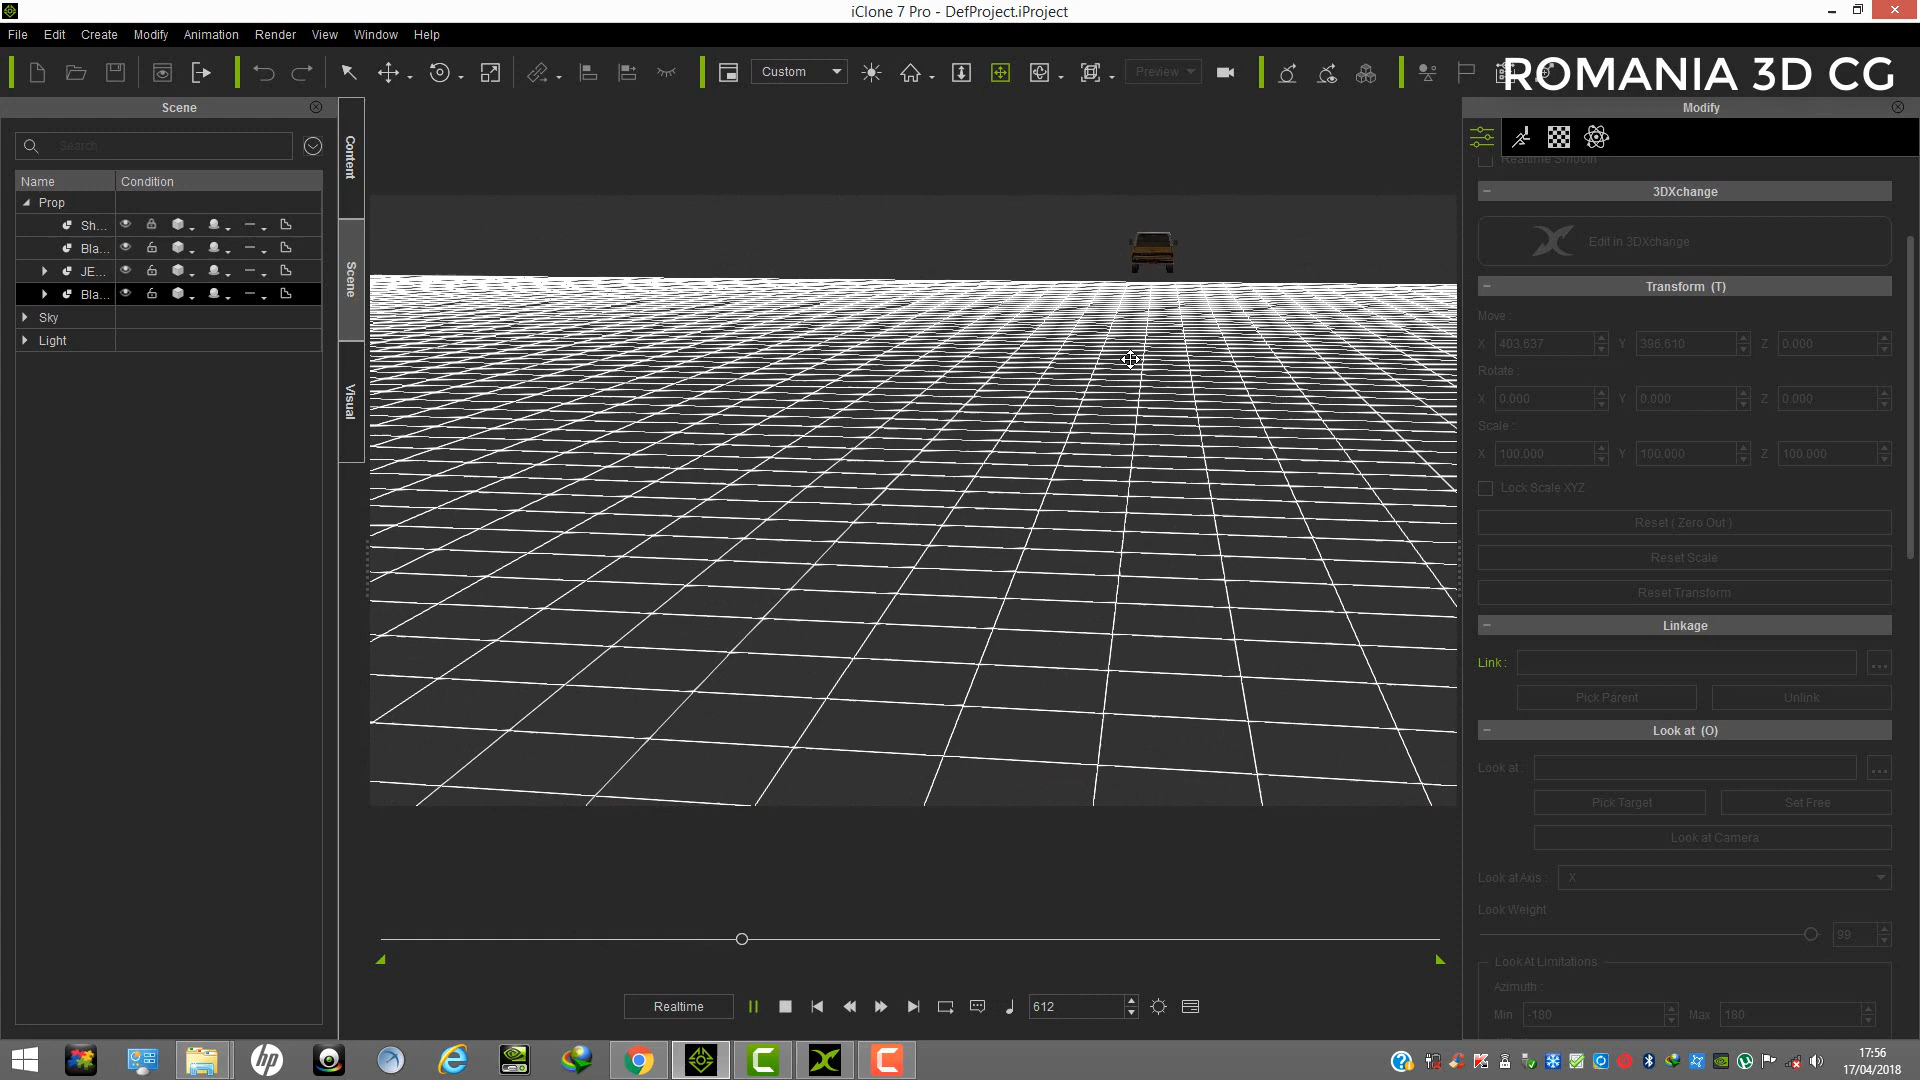 iClone 7 Pro - DefProject.iProject
File Edit Create Modify Animation Render View Window Help
Custom
Preview
ROMANIA 3D CG
Scene
Modify
Search
Content
Scene
Visual
Name Condition
Prop
Sh...
Bla...
JE...
Bla...
Sky
Light
Realtime Smooth
3DXchange
Edit in 3DXchange
Transform (T)
Move :
X 403.637 Y 396.610 Z 0.000
Rotate :
X 0.000 Y 0.000 Z 0.000
Scale :
X 100.000 Y 100.000 Z 100.000
Lock Scale XYZ
Reset ( Zero Out )
Reset Scale
Reset Transform
Linkage
Link : ...
Pick Parent Unlink
Look at (O)
Look at : ...
Pick Target Set Free
Look at Camera
Look at Axis : X
Look Weight
99
Look At Limitations
Azimuth :
Min -180 Max 180
Realtime 612
hp
17:56
17/04/2018